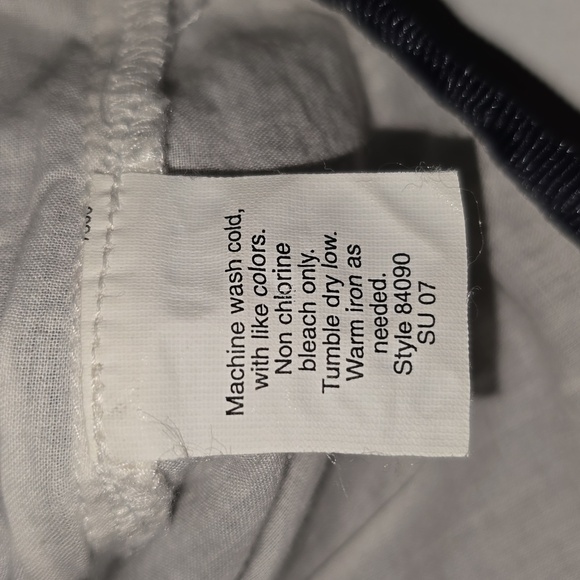 Machine wash cold,
with like colors.
Non chlorine
bleach only.
Tumble dry low.
Warm iron as
needed.
Style 84090
SU 07